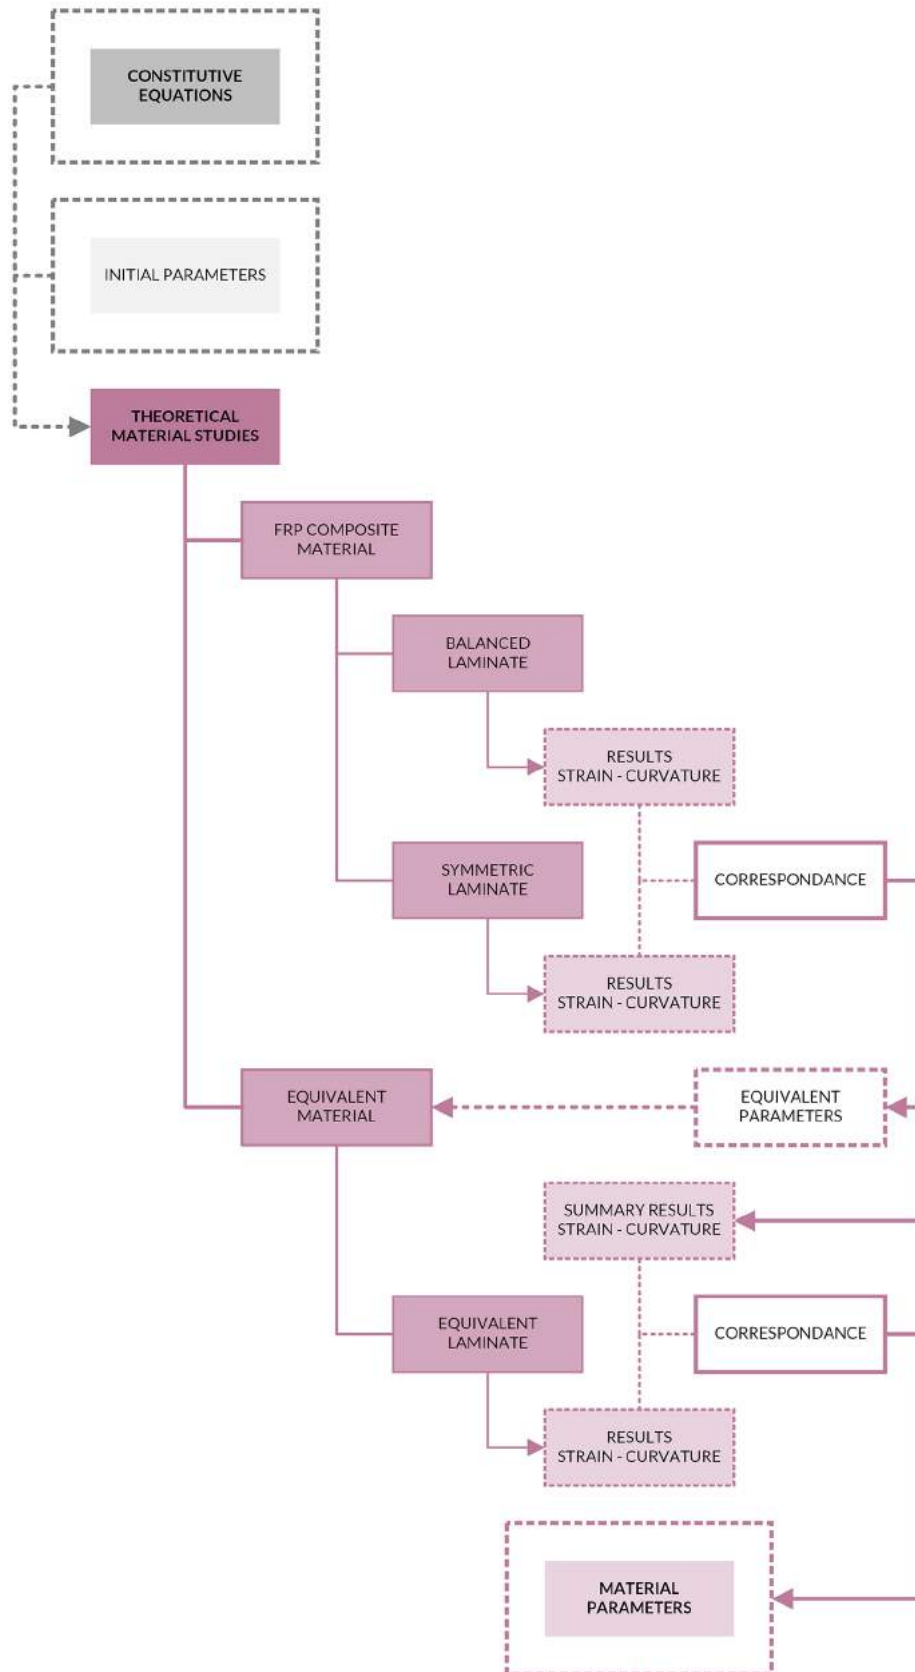 CONSTITUTIVE
EQUATIONS
INITIAL PARAMETERS
THEORETICAL
MATERIAL STUDIES
FRP COMPOSITE
MATERIAL
BALANCED
LAMINATE
RESULTS
STRAIN - CURVATURE
SYMMETRIC
LAMINATE
CORRESPONDANCE
RESULTS
STRAIN - CURVATURE
EQUIVALENT
MATERIAL
EQUIVALENT
PARAMETERS
SUMMARY RESULTS
STRAIN - CURVATURE
EQUIVALENT
LAMINATE
CORRESPONDANCE
RESULTS
STRAIN - CURVATURE
MATERIAL
PARAMETERS